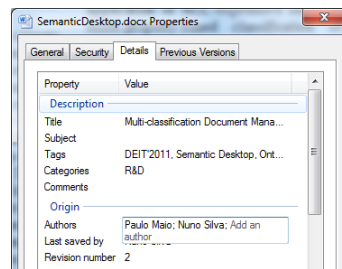 SemanticDesktop.docx Properties
General Security Details Previous Versions
Property Value
Description
Title Multi-classification Document Mana...
Subject
Tags DEIT'2011, Semantic Desktop, Ont...
Categories R&D
Comments
Origin
Authors Paulo Maio; Nuno Silva; Add an
author
Last saved by Nuno Silva
Revision number 2